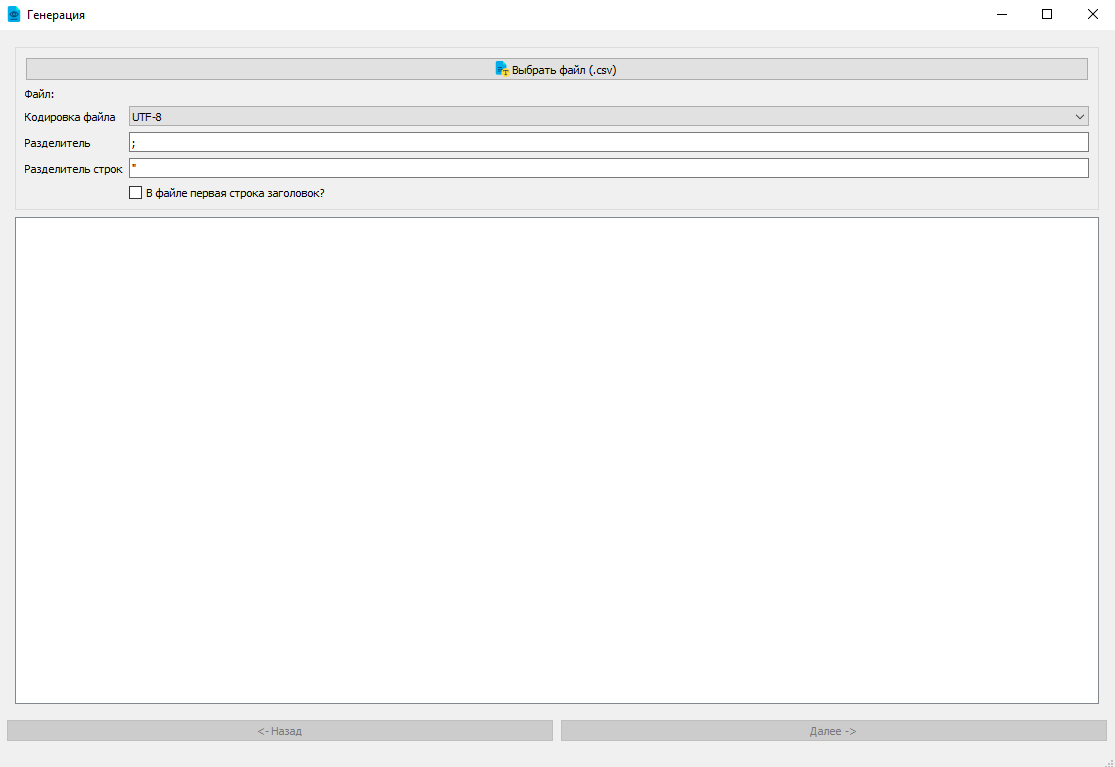 Генерация
Выбрать файл (.csv)
Файл:
Кодировка файла UTF-8
Разделитель ;
Разделитель строк "
В файле первая строка заголовок?
<- Назад Далее ->